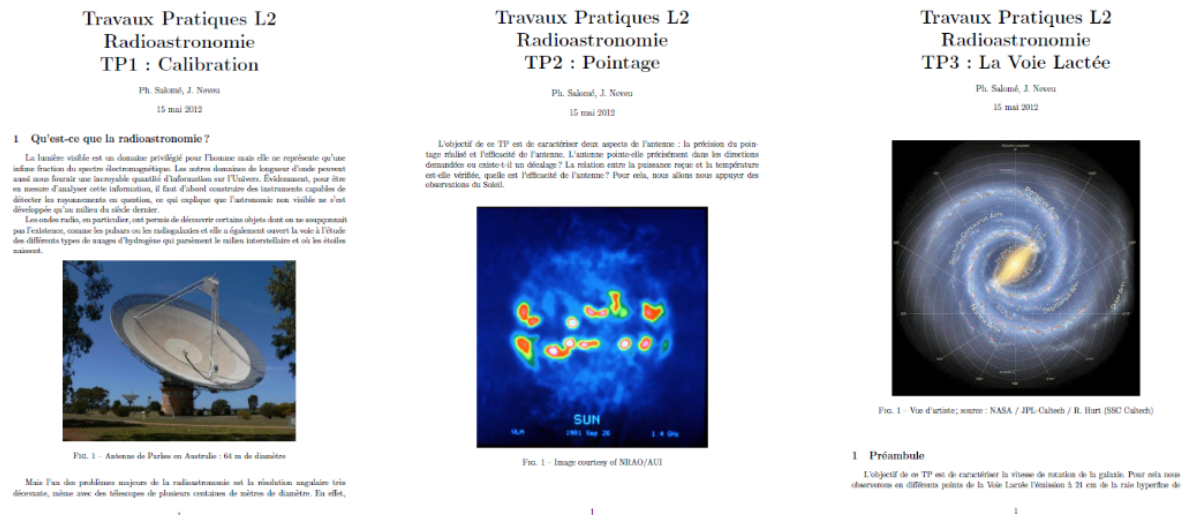 Travaux Pratiques L2
Radioastronomie
TP1 : Calibration
Ph. Salomé, J. Neveu
15 mai 2012
1 Qu'est-ce que la radioastronomie ?
La lumière visible est un domaine privilégié pour l'homme mais elle ne représente qu'une
infime fraction du spectre électromagnétique. Les autres domaines de longueur d'onde peuvent
aussi nous fournir une incroyable quantité d'information sur l'Univers. Évidemment, pour être
en mesure d'analyser cette information, il faut d'abord construire des instruments capables de
détecter les rayonnements en question, ce qui explique que l'astronomie non visible ne s'est
développée qu'au milieu du siècle dernier.
Les ondes radio, en particulier, ont permis de découvrir certains objets dont on ne soupçonnait
pas l'existence, comme les pulsars ou les radiogalaxies et elle a également ouvert la voie à l'étude
des différents types de nuages d'hydrogène qui parsèment le milieu interstellaire et où les étoiles
naissent.
FIG. 1 – Antenne de Parkes en Australie : 64 m de diamètre
Mais l'un des problèmes majeurs de la radioastronomie est la résolution angulaire très
décevante, même avec des télescopes de plusieurs centaines de mètres de diamètre. En effet,
Travaux Pratiques L2
Radioastronomie
TP2 : Pointage
Ph. Salomé, J. Neveu
15 mai 2012
L'objectif de ce TP est de caractériser deux aspects de l'antenne : la précision du poin-
tage réalisé et l'efficacité de l'antenne. L'antenne pointe-elle précisément dans les directions
demandées ou existe-t-il un décalage ? La relation entre la puissance reçue et la température
est-elle vérifiée, quelle est l'efficacité de l'antenne ? Pour cela, nous allons nous appuyer des
observations du Soleil.
SUN
VLA 1981 Sep 26 1.4 GHz
FIG. 1 – Image courtesy of NRAO/AUI
1
Travaux Pratiques L2
Radioastronomie
TP3 : La Voie Lactée
Ph. Salomé, J. Neveu
15 mai 2012
Perseus Arm
Scutum-Centaurus Arm
Sagittarius Arm
Norma Arm
Outer Arm
FIG. 1 – Vue d'artiste ; source : NASA / JPL-Caltech / R. Hurt (SSC Caltech)
1 Préambule
L'objectif de ce TP est de caractériser la vitesse de rotation de la galaxie. Pour cela nous
observerons en différents points de la Voie Lactée l'émission à 21 cm de la raie hyperfine de
1